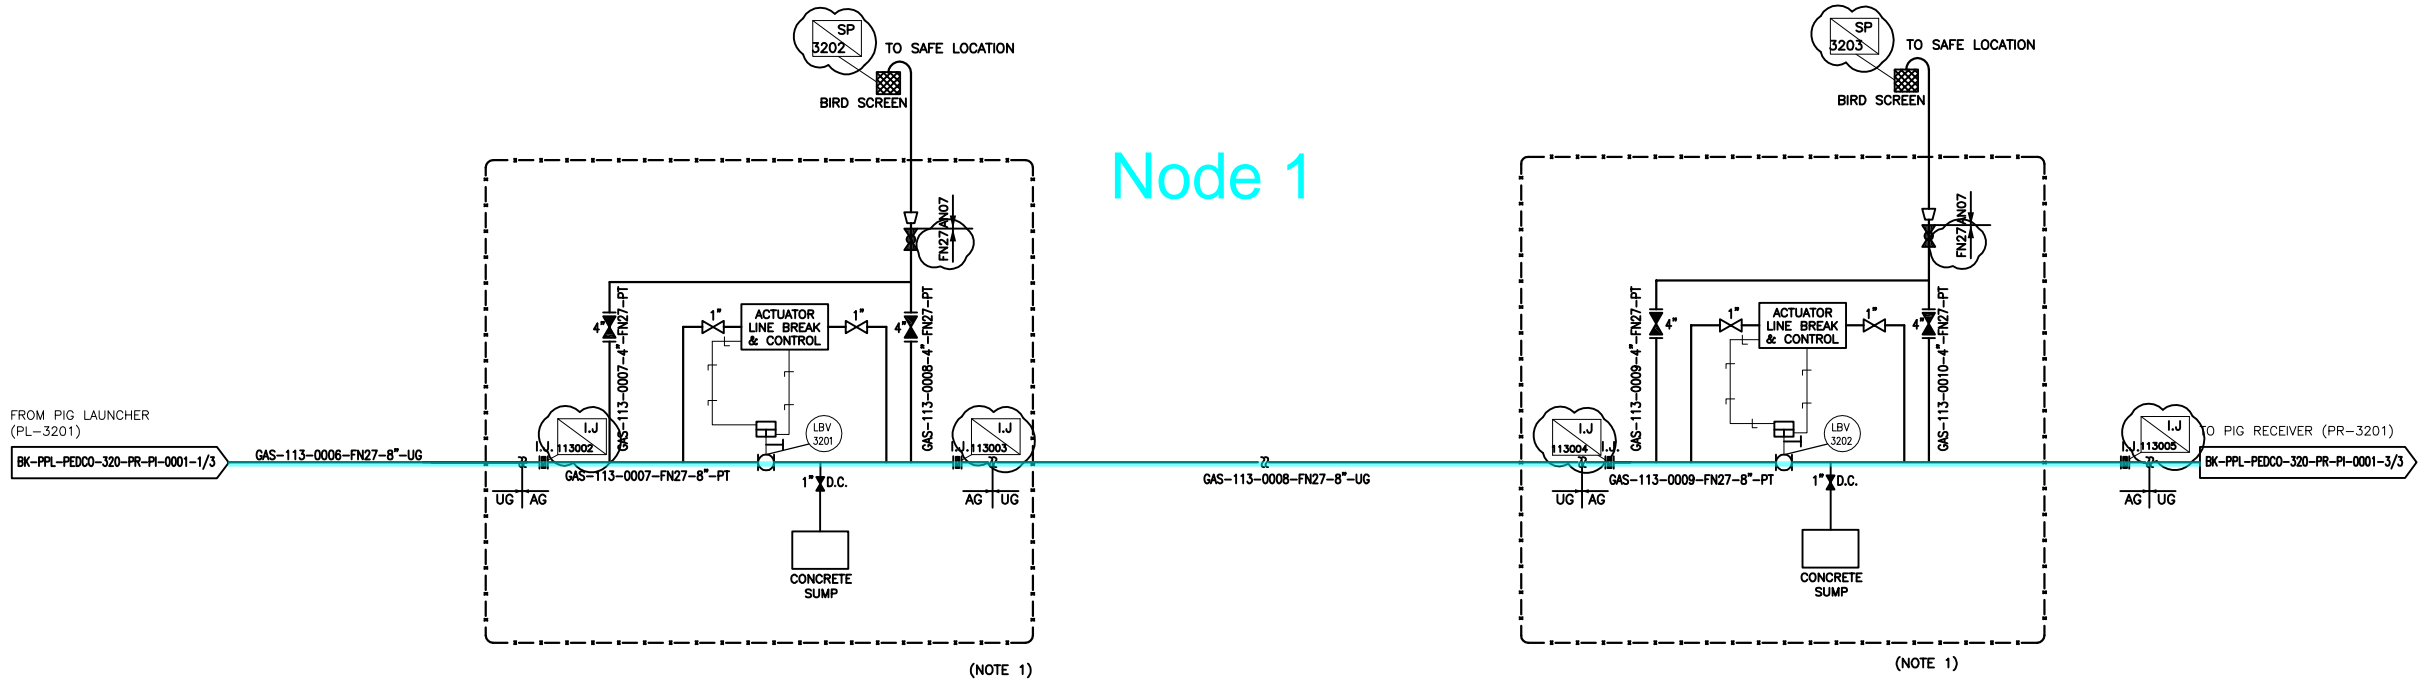 SP
3202
TO SAFE LOCATION
BIRD SCREEN
SP
3203
TO SAFE LOCATION
BIRD SCREEN
Node 1
FN27
AN07
FN27
AN07
GAS-113-0007-4"-FN27-PT
4"
1"
ACTUATOR
LINE BREAK
& CONTROL
1"
4"
GAS-113-0008-4"-FN27-PT
GAS-113-0009-4"-FN27-PT
4"
1"
ACTUATOR
LINE BREAK
& CONTROL
1"
4"
GAS-113-0010-4"-FN27-PT
FROM PIG LAUNCHER
(PL-3201)
BK-PPL-PEDCO-320-PR-PI-0001-1/3
GAS-113-0006-FN27-8"-UG
I.J
113002
I.J.
LBV
3201
I.J
113003
I.J.
GAS-113-0007-FN27-8"-PT
UG
AG
1"
D.C.
AG
UG
CONCRETE
SUMP
(NOTE 1)
GAS-113-0008-FN27-8"-UG
I.J
113004
I.J.
LBV
3202
I.J
113005
I.J.
GAS-113-0009-FN27-8"-PT
UG
AG
1"
D.C.
AG
UG
CONCRETE
SUMP
(NOTE 1)
TO PIG RECEIVER (PR-3201)
BK-PPL-PEDCO-320-PR-PI-0001-3/3